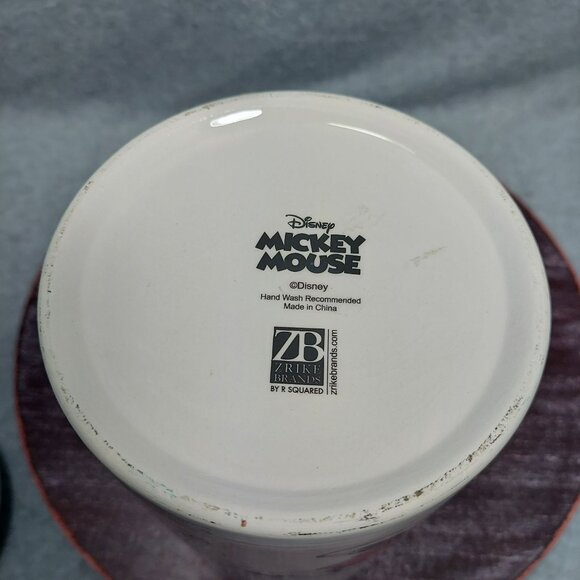 Disney
MICKEY
MOUSE
©Disney
Hand Wash Recommended
Made in China
ZB
ZRIKE
BRANDS
BY R SQUARED
zrikebrands.com